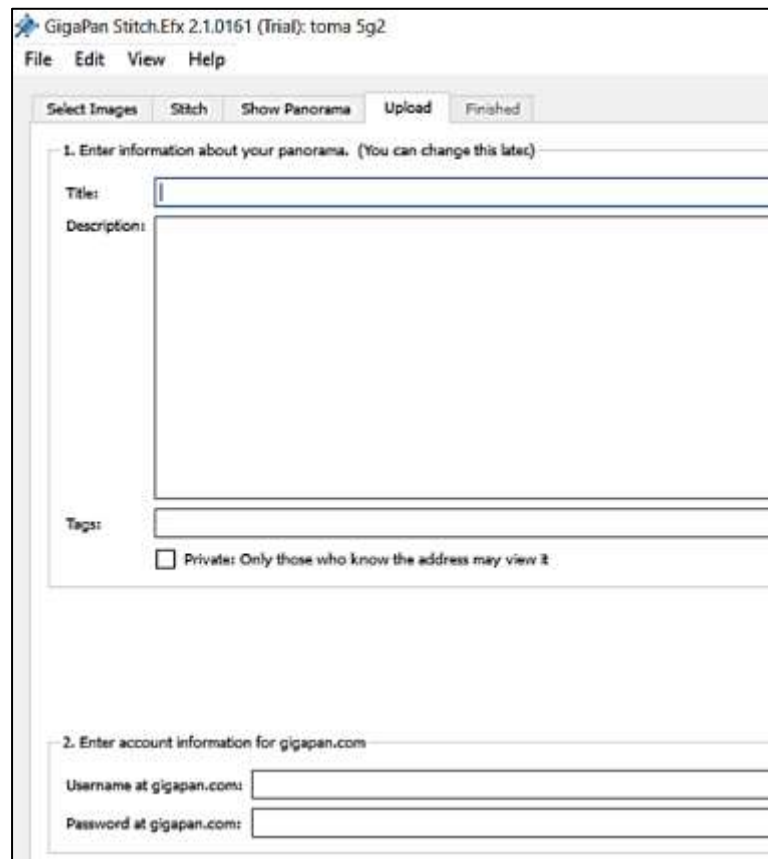 GigaPan Stitch.Efx 2.1.0161 (Trial): toma 5g2
File Edit View Help
Select Images Stitch Show Panorama Upload Finished
1. Enter information about your panorama. (You can change this later)
Title:
Description:
Tags:
Private: Only those who know the address may view it
2. Enter account information for gigapan.com
Username at gigapan.com:
Password at gigapan.com: